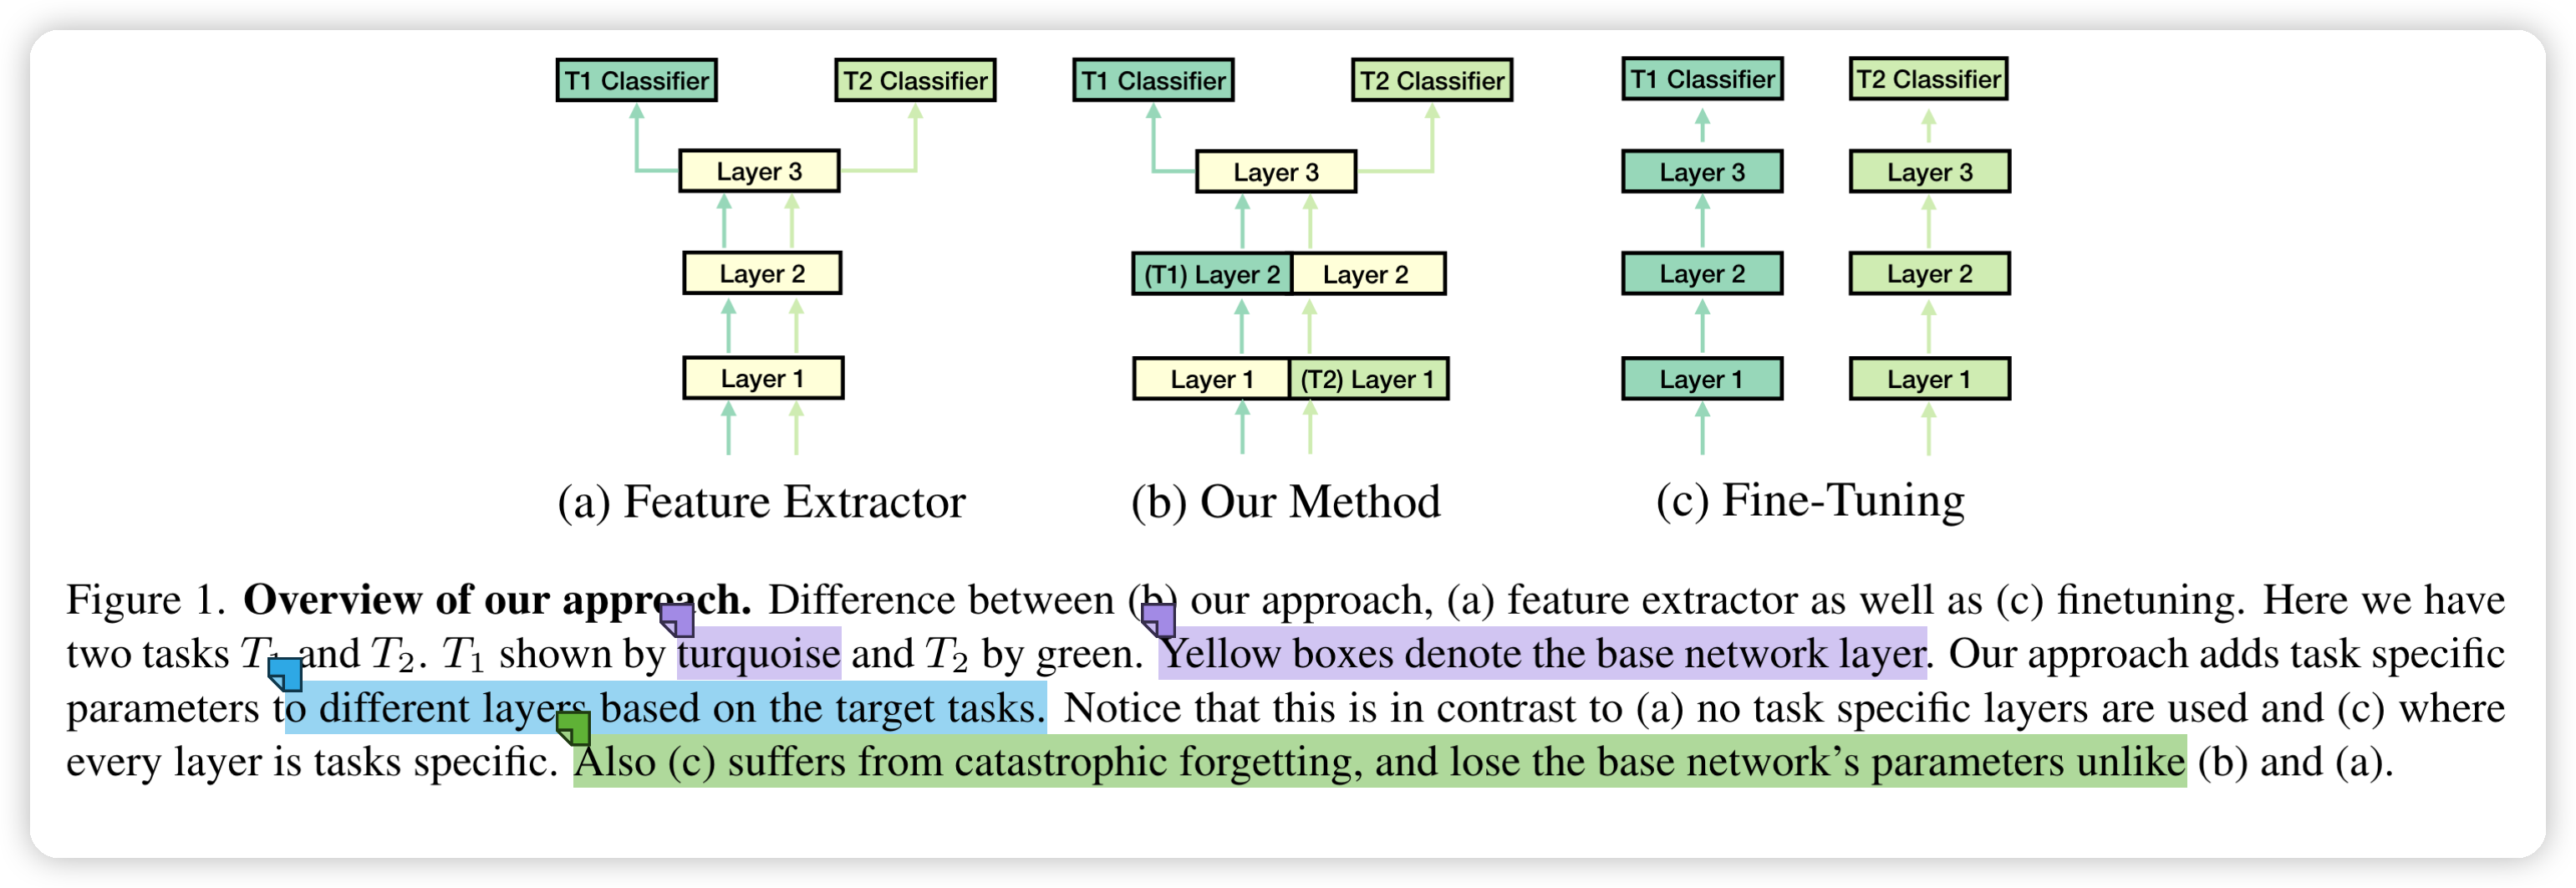 T1 Classifier T2 Classifier T1 Classifier T2 Classifier T1 Classifier T2 Classifier
Layer 3 Layer 3 Layer 3 Layer 3
Layer 2 (T1) Layer 2 Layer 2 Layer 2 Layer 2
Layer 1 Layer 1 (T2) Layer 1 Layer 1 Layer 1
(a) Feature Extractor (b) Our Method (c) Fine-Tuning
Figure 1. Overview of our approach. Difference between (b) our approach, (a) feature extractor as well as (c) finetuning. Here we have
two tasks T₁ and T₂. T₁ shown by turquoise and T₂ by green. Yellow boxes denote the base network layer. Our approach adds task specific
parameters to different layers based on the target tasks. Notice that this is in contrast to (a) no task specific layers are used and (c) where
every layer is tasks specific. Also (c) suffers from catastrophic forgetting, and lose the base network's parameters unlike (b) and (a).